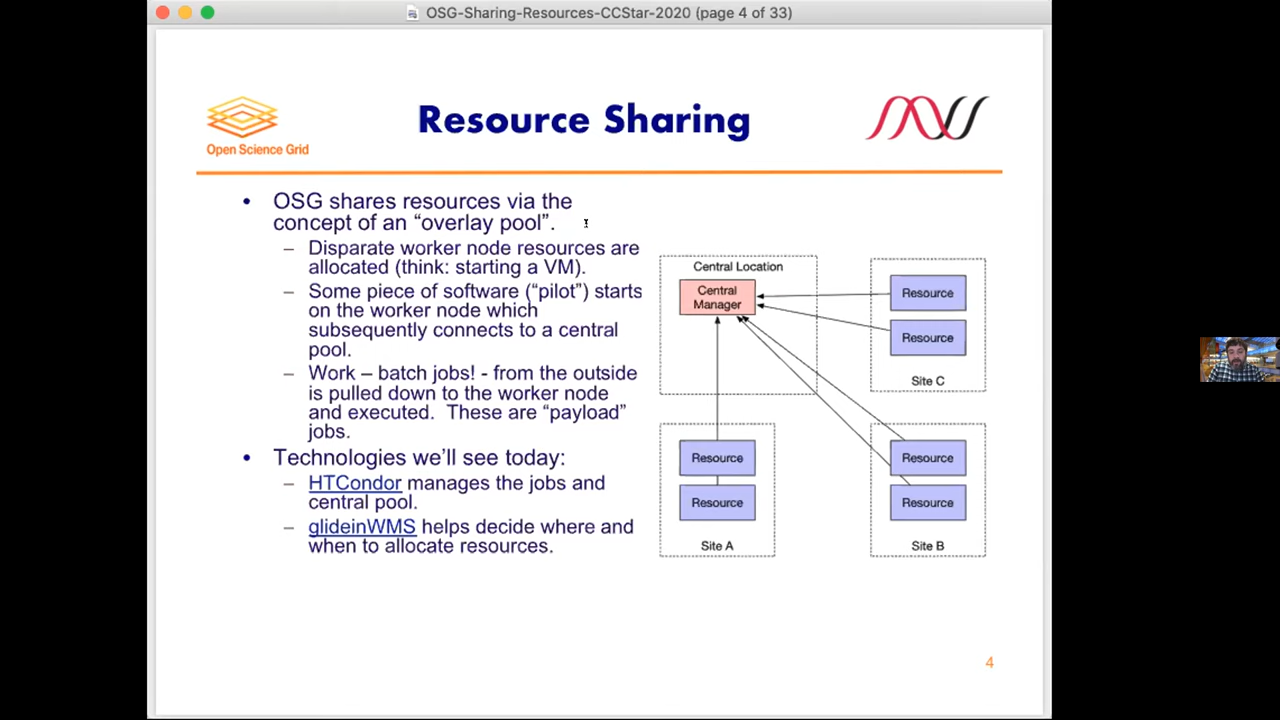 OSG-Sharing-Resources-CCStar-2020 (page 4 of 33)
Resource Sharing
Open Science Grid
• OSG shares resources via the
concept of an “overlay pool”.
– Disparate worker node resources are
allocated (think: starting a VM).
– Some piece of software (“pilot”) starts
on the worker node which
subsequently connects to a central
pool.
– Work – batch jobs! - from the outside
is pulled down to the worker node
and executed.  These are “payload”
jobs.
• Technologies we’ll see today:
– HTCondor manages the jobs and
central pool.
– glideinWMS helps decide where and
when to allocate resources.
Central Location
Central
Manager
Resource
Resource
Site C
Resource
Resource
Site A
Resource
Resource
Site B
4